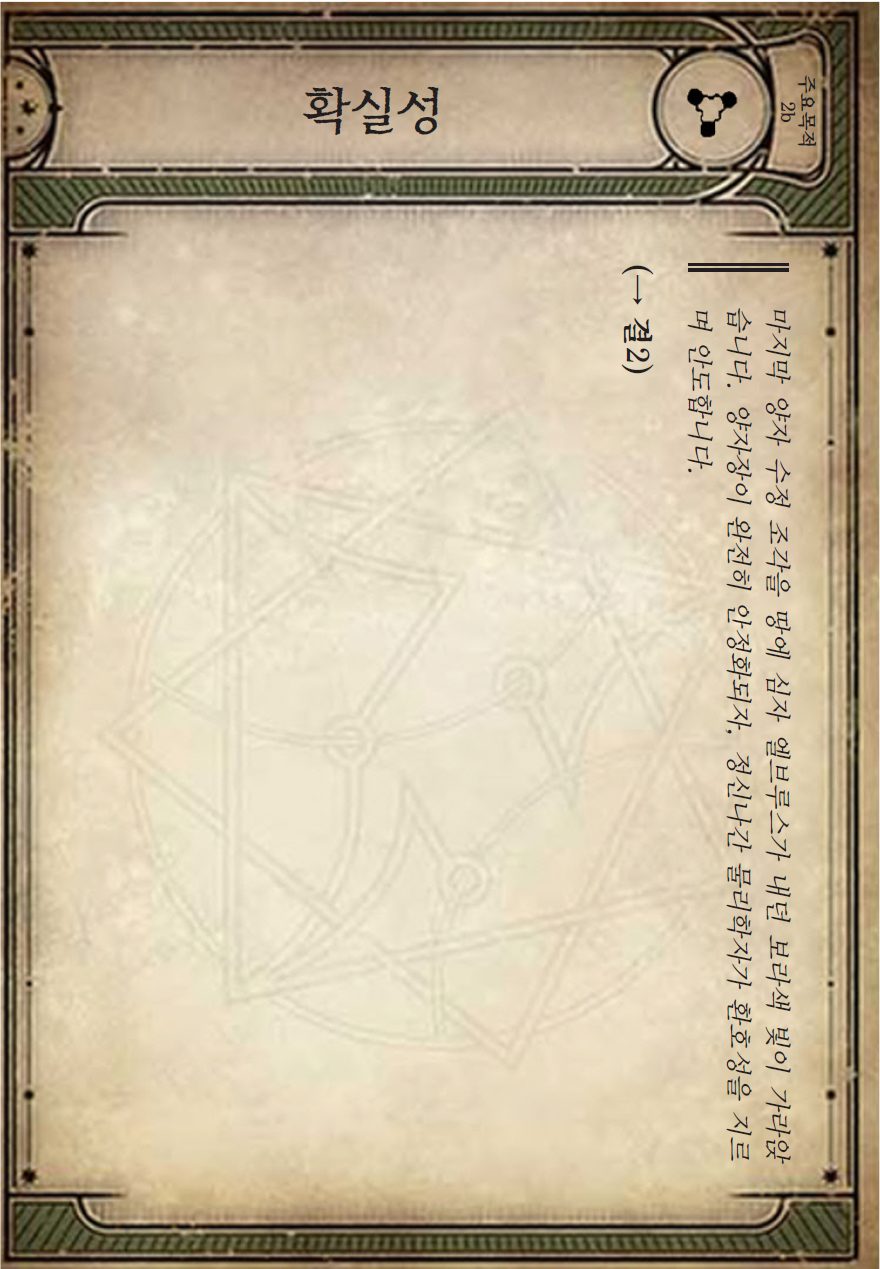 주요목적
2b
확실성
마지막 양자 수정 조각을 땅에 심자 엘브루스가 내던 보라색 빛이 가라앉
습니다. 양자장이 완전히 안정화되자, 정신나간 물리학자가 환호성을 지르
며 안도합니다.
(→ 결2)